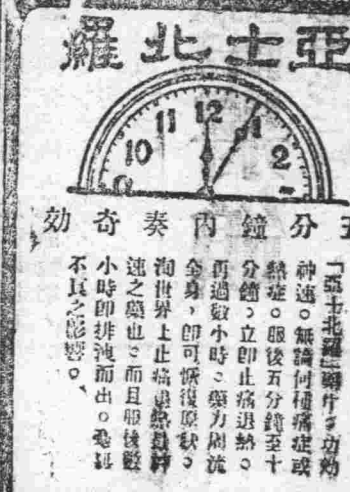 亞士北羅
10 11 12 1 2
五分鐘內奏奇効
「亞士北羅」藥片。功効
神速。無論何種痛症或
熱症。服後五分鐘至十
分鐘。立即止痛退熱。
再過數小時。藥力周流
全身，即可恢復原狀。
洵世界上止痛退熱最神
速之藥也。而且服後數
小時即排洩而出。毫無
不良之影響。